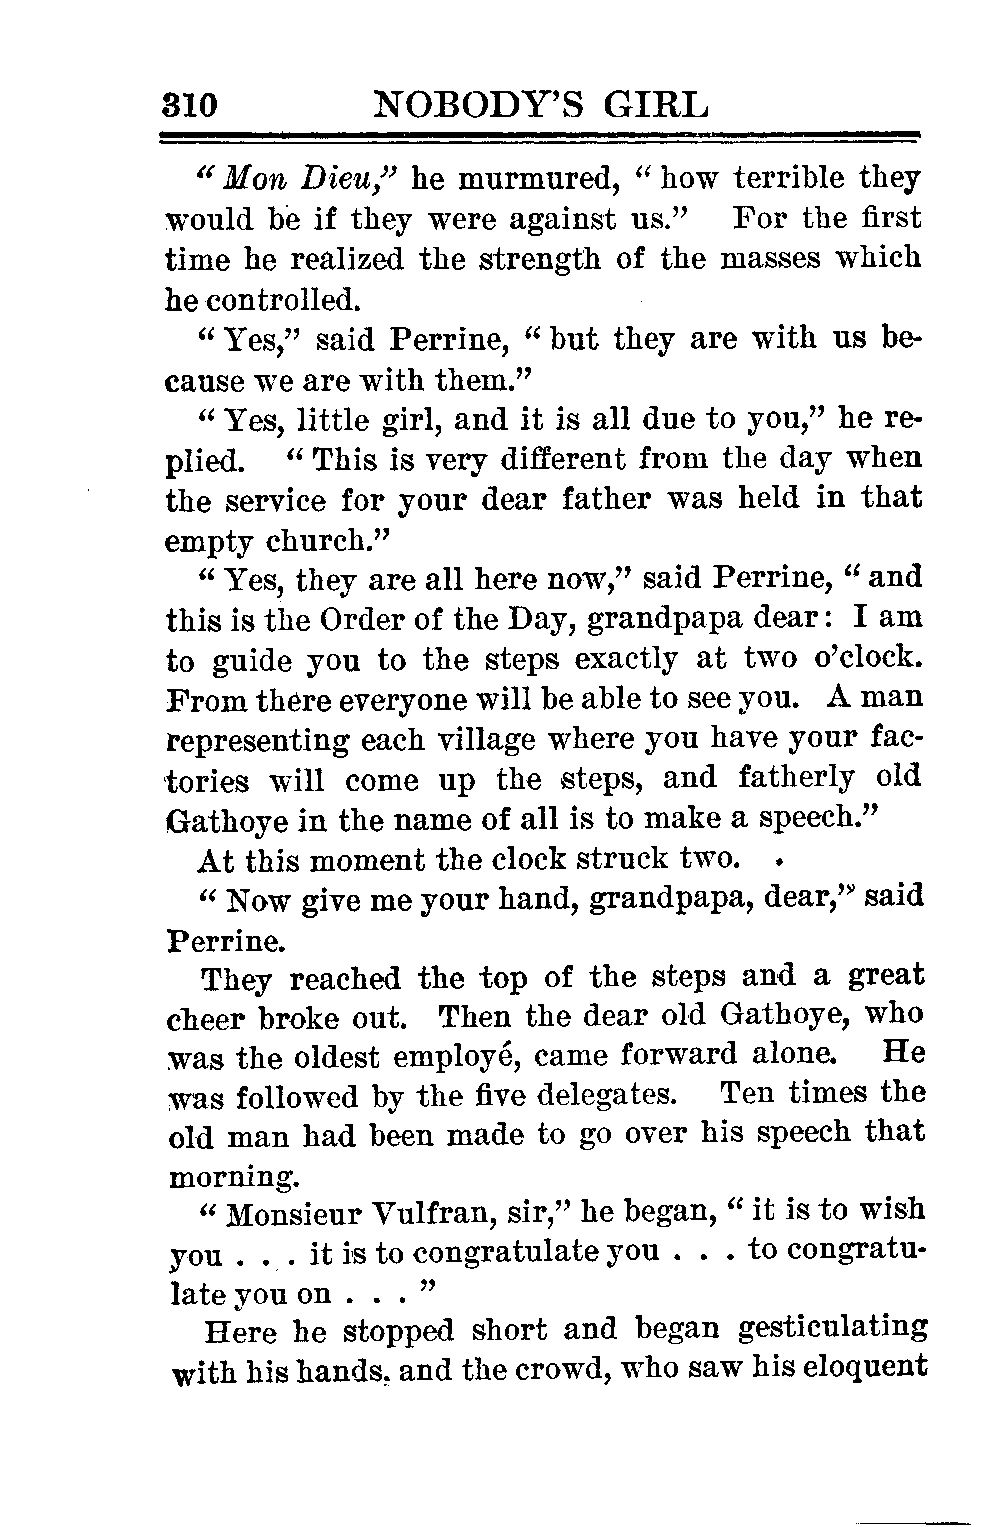 310 NOBODY'S GIRL
“ Mon Dieu,” he murmured, “ how terrible they
would be if they were against us.” For the first
time he realized the strength of the masses which
he controlled.
“ Yes,” said Perrine, “ but they are with us be-
cause we are with them.”
“ Yes, little girl, and it is all due to you,” he re-
plied. “ This is very different from the day when
the service for your dear father was held in that
empty church.”
“ Yes, they are all here now,” said Perrine, “ and
this is the Order of the Day, grandpapa dear: I am
to guide you to the steps exactly at two o’clock.
From there everyone will be able to see you. A man
representing each village where you have your fac-
tories will come up the steps, and fatherly old
Gathoye in the name of all is to make a speech.”
At this moment the clock struck two.
“ Now give me your hand, grandpapa, dear,” said
Perrine.
They reached the top of the steps and a great
cheer broke out. Then the dear old Gathoye, who
was the oldest employé, came forward alone. He
was followed by the five delegates. Ten times the
old man had been made to go over his speech that
morning.
“ Monsieur Vulfran, sir,” he began, “ it is to wish
you . . . it is to congratulate you . . . to congratu-
late you on . . . ”
Here he stopped short and began gesticulating
with his hands, and the crowd, who saw his eloquent